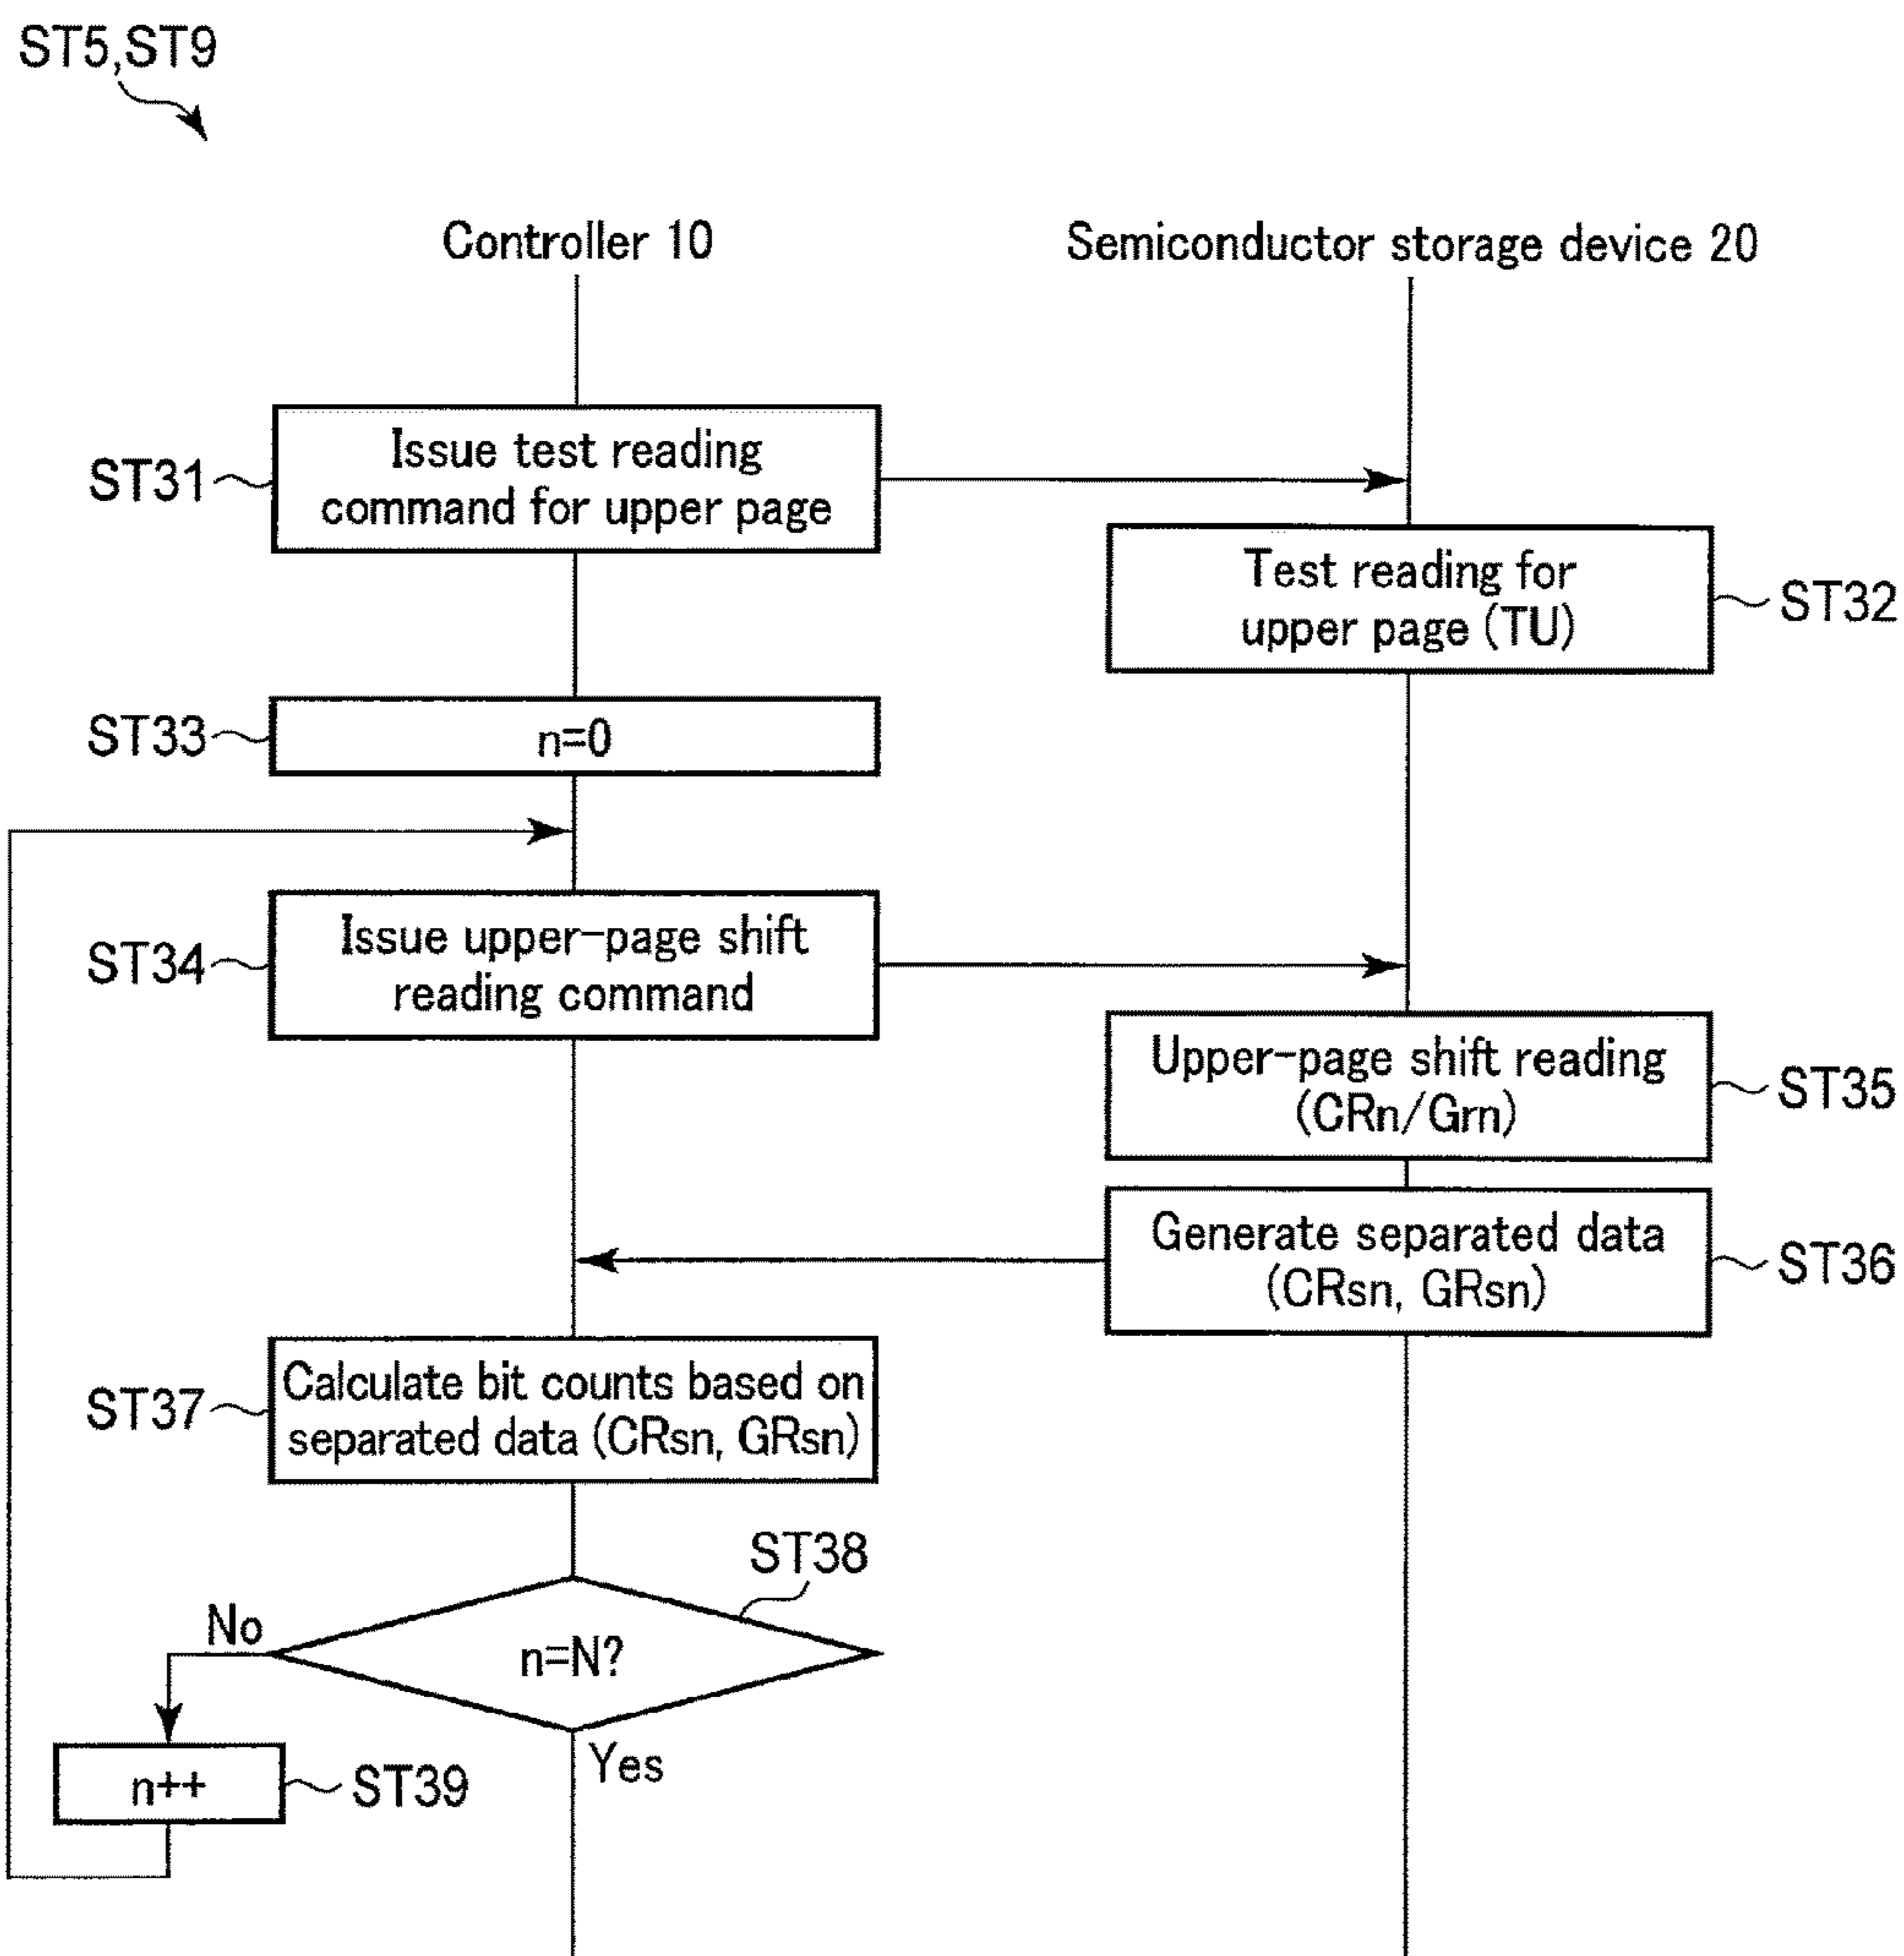 ST5,ST9
Controller 10
Semiconductor storage device 20
ST31
Issue test reading
command for upper page
Test reading for
upper page (TU)
ST32
ST33
n=0
ST34
Issue upper-page shift
reading command
Upper-page shift reading
(CRn/Grn)
ST35
Generate separated data
(CRsn, GRsn)
ST36
ST37
Calculate bit counts based on
separated data (CRsn, GRsn)
ST38
No
n=N?
Yes
n++
ST39